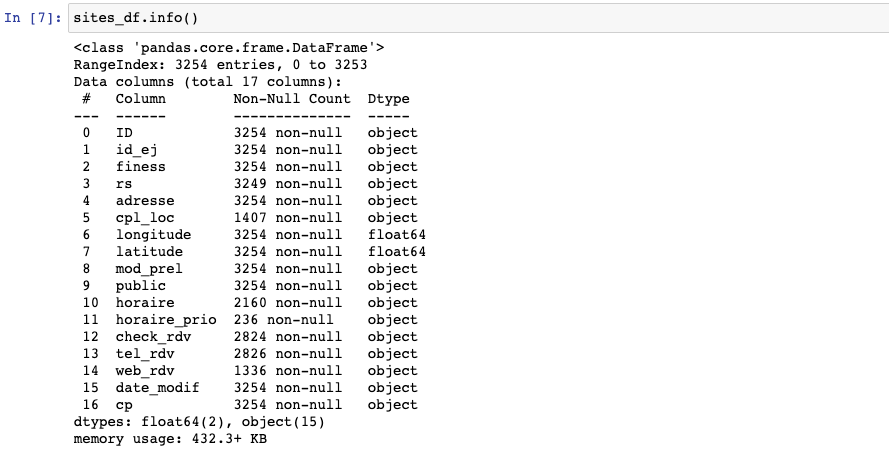 In [7]: sites_df.info()
<class 'pandas.core.frame.DataFrame'>
RangeIndex: 3254 entries, 0 to 3253
Data columns (total 17 columns):
 #   Column        Non-Null Count  Dtype
---  ------        --------------  -----
 0   ID            3254 non-null   object
 1   id_ej         3254 non-null   object
 2   finess        3254 non-null   object
 3   rs            3249 non-null   object
 4   adresse       3254 non-null   object
 5   cpl_loc       1407 non-null   object
 6   longitude     3254 non-null   float64
 7   latitude      3254 non-null   float64
 8   mod_prel      3254 non-null   object
 9   public        3254 non-null   object
 10  horaire       2160 non-null   object
 11  horaire_prio  236 non-null    object
 12  check_rdv     2824 non-null   object
 13  tel_rdv       2826 non-null   object
 14  web_rdv       1336 non-null   object
 15  date_modif    3254 non-null   object
 16  cp            3254 non-null   object
dtypes: float64(2), object(15)
memory usage: 432.3+ KB